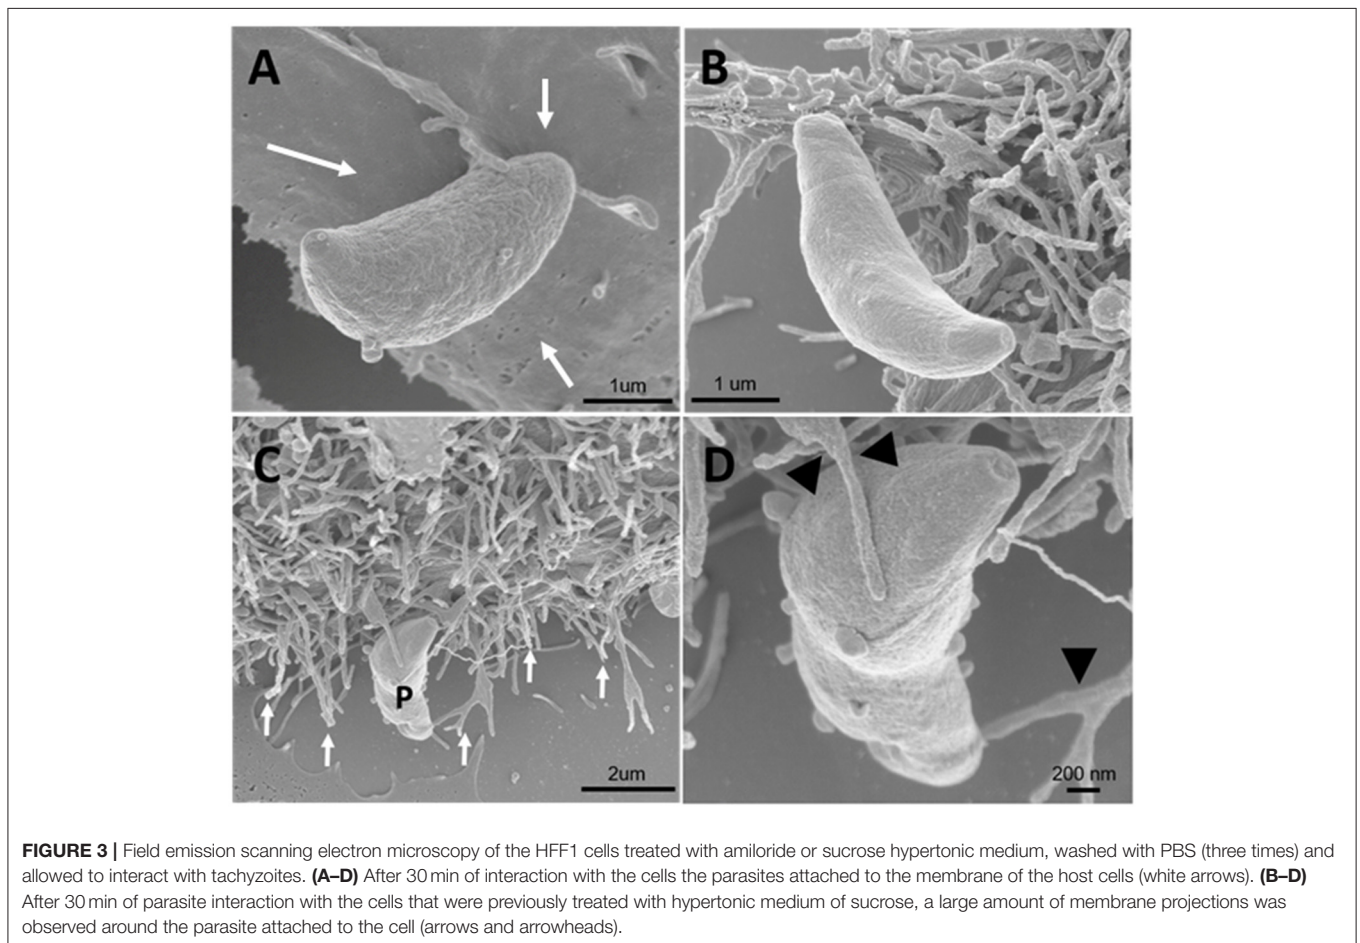 A
B
1um
1 um
C
D
P
2um
200 nm
FIGURE 3 | Field emission scanning electron microscopy of the HFF1 cells treated with amiloride or sucrose hypertonic medium, washed with PBS (three times) and
allowed to interact with tachyzoites. (A–D) After 30 min of interaction with the cells the parasites attached to the membrane of the host cells (white arrows). (B–D)
After 30 min of parasite interaction with the cells that were previously treated with hypertonic medium of sucrose, a large amount of membrane projections was
observed around the parasite attached to the cell (arrows and arrowheads).